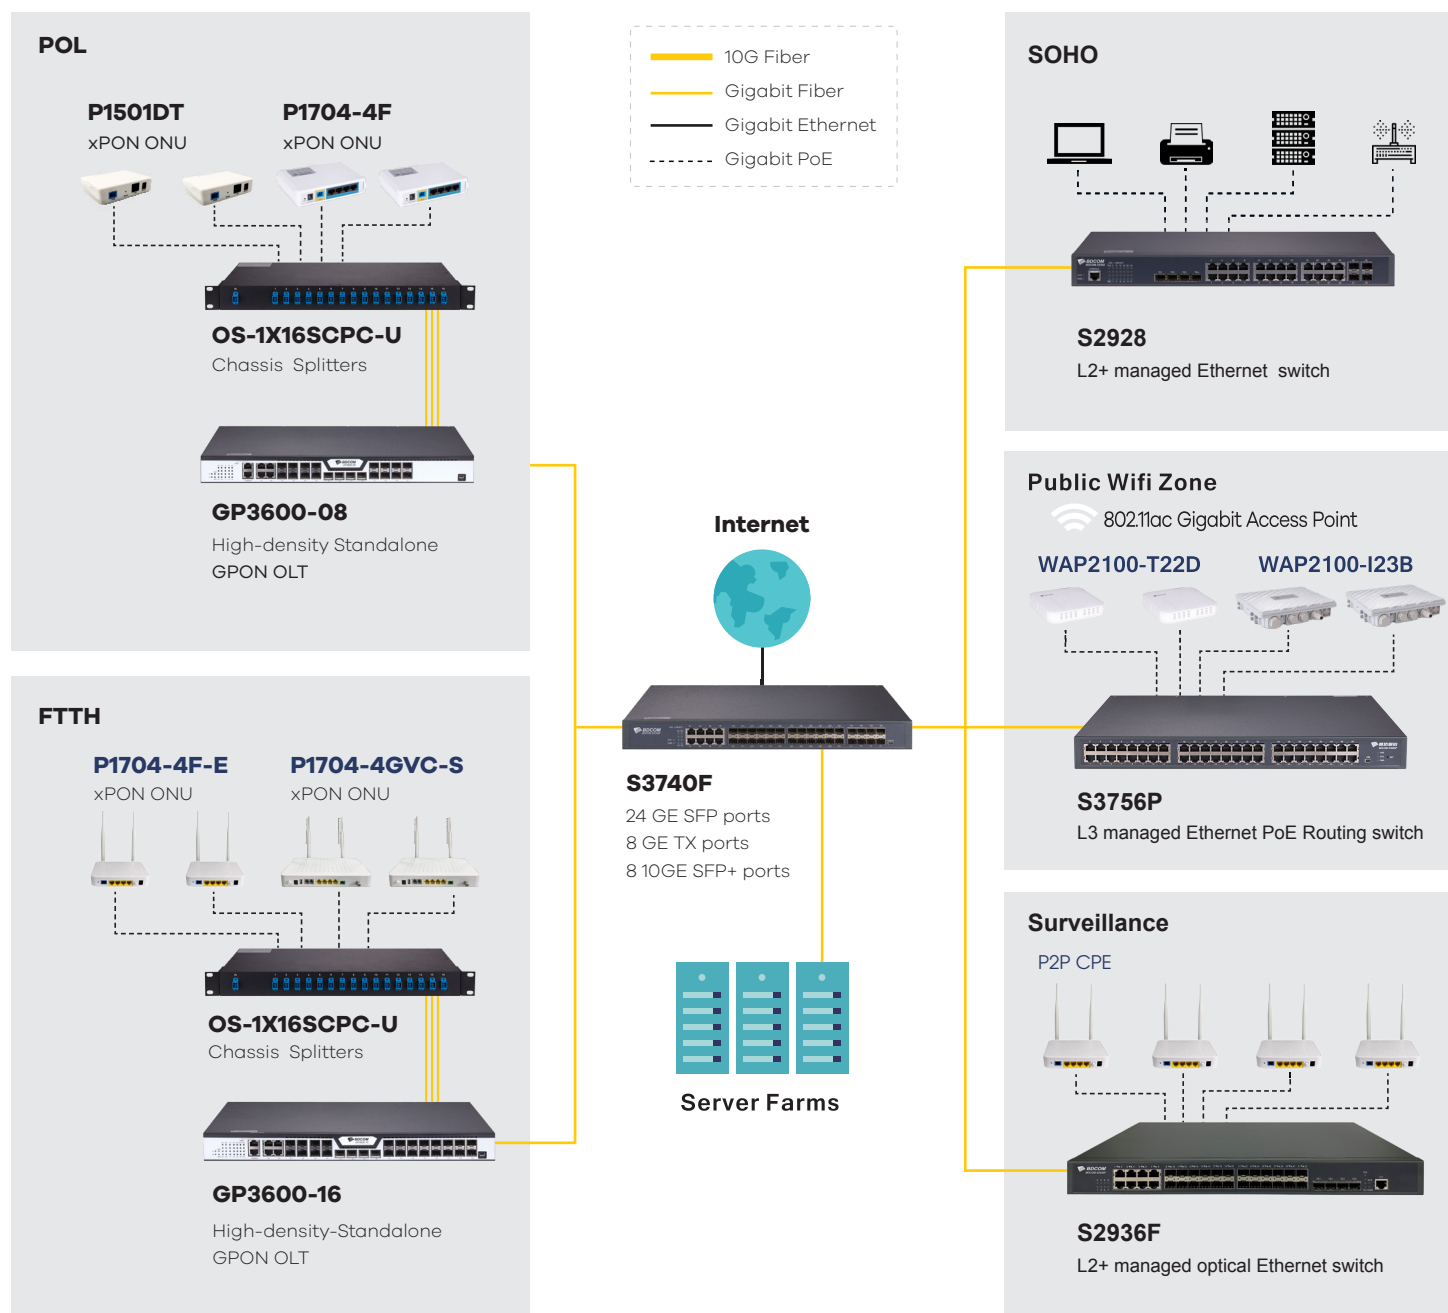 POL
P1501DT
xPON ONU
P1704-4F
xPON ONU
OS-1X16SCPC-U
Chassis Splitters
GP3600-08
High-density Standalone
GPON OLT
FTTH
P1704-4F-E
xPON ONU
P1704-4GVC-S
xPON ONU
OS-1X16SCPC-U
Chassis Splitters
BDCOM
GP3600-16
High-density-Standalone
GPON OLT
10G Fiber
Gigabit Fiber
Gigabit Ethernet
Gigabit PoE
Internet
BDCOM
S3740F
24 GE SFP ports
8 GE TX ports
8 10GE SFP+ ports
Server Farms
SOHO
BDCOM
S2928
L2+ managed Ethernet switch
Public Wifi Zone
802.11ac Gigabit Access Point
WAP2100-T22D
WAP2100-I23B
S3756P
L3 managed Ethernet PoE Routing switch
Surveillance
P2P CPE
BDCOM
S2936F
L2+ managed optical Ethernet switch